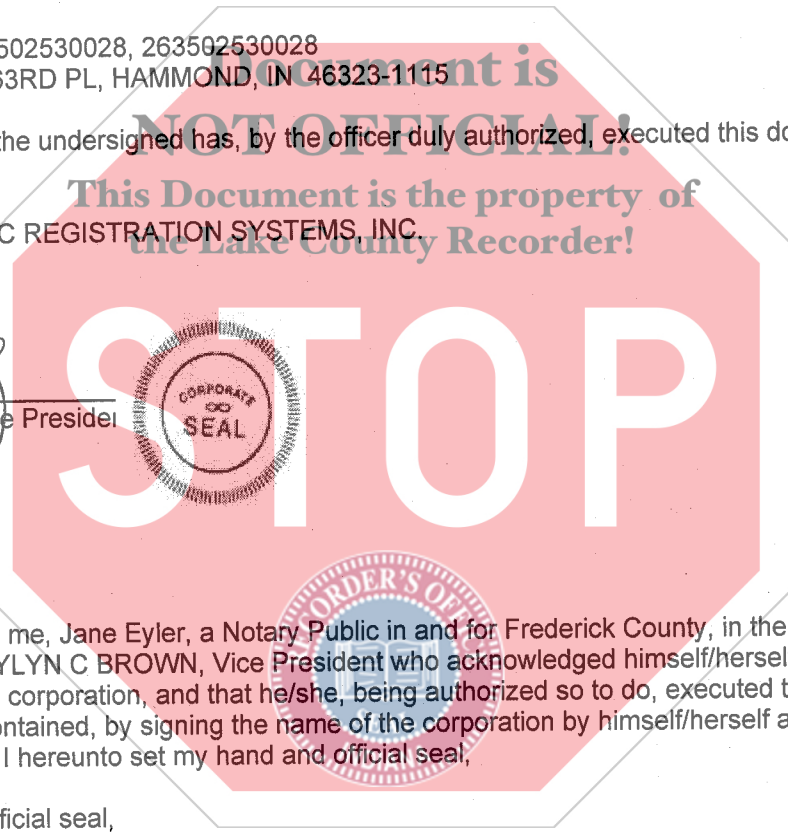 502530028, 263502530028
63RD PL, HAMMOND, IN 46323-1115
Document is
the undersigned has, by the officer duly authorized, executed this do
NOT OFFICIAL!
This Document is the property of
C REGISTRATION SYSTEMS, INC.
the Lake County Recorder!
STOP
CORPORATE
SEAL
e Presider
RECORDER'S OFFI
me, Jane Eyler, a Notary Public in and for Frederick County, in the
YLYN C BROWN, Vice President who acknowledged himself/hersel
corporation, and that he/she, being authorized so to do, executed t
ontained, by signing the name of the corporation by himself/herself a
I hereunto set my hand and official seal,
INDIANA
ficial seal,